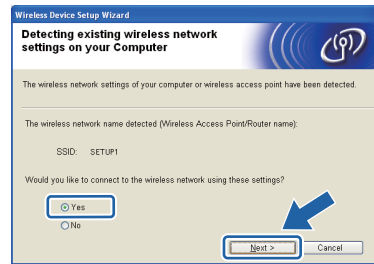 Wireless Device Setup Wizard
Detecting existing wireless network
settings on your Computer
The wireless network settings of your computer or wireless access point have been detected.
The wireless network name detected (Wireless Access Point/Router name):
SSID: SETUP1
Would you like to connect to the wireless network using these settings?
Yes
No
Next > Cancel